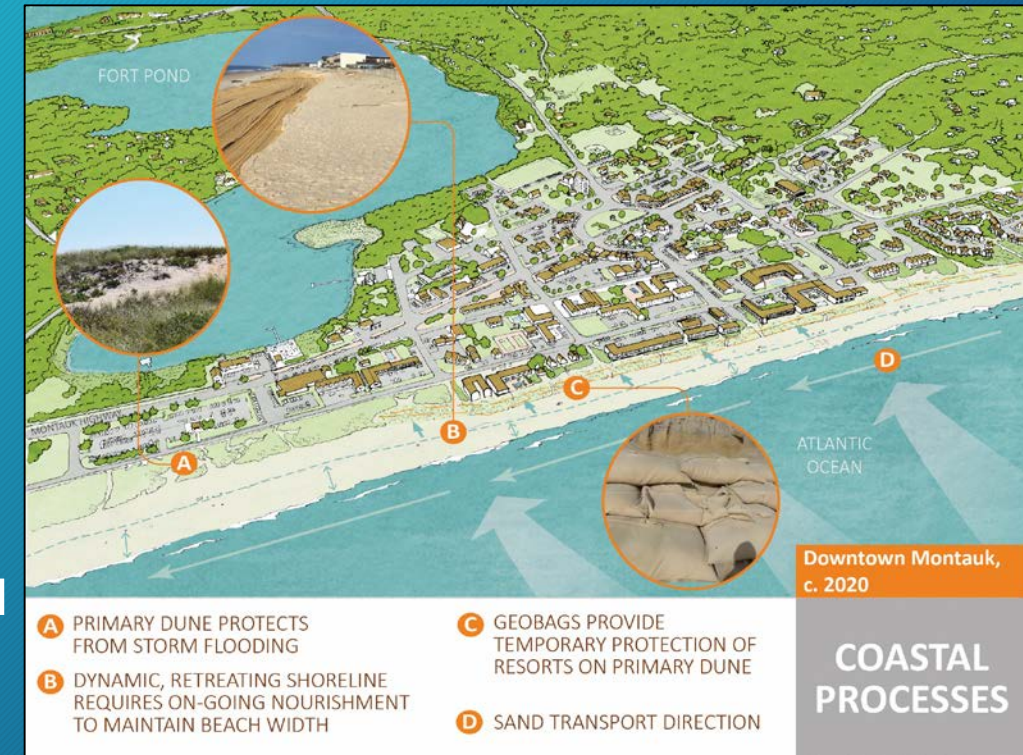 FORT POND
MONTAUK HIGHWAY
A
B
C
D
ATLANTIC
OCEAN
Downtown Montauk,
c. 2020
A PRIMARY DUNE PROTECTS
FROM STORM FLOODING
B DYNAMIC, RETREATING SHORELINE
REQUIRES ON-GOING NOURISHMENT
TO MAINTAIN BEACH WIDTH
C GEOBAGS PROVIDE
TEMPORARY PROTECTION OF
RESORTS ON PRIMARY DUNE
D SAND TRANSPORT DIRECTION
COASTAL
PROCESSES